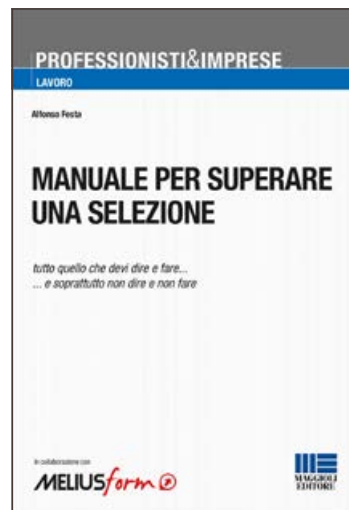 PROFESSIONISTI&IMPRESE
LAVORO
Alfonso Festa
MANUALE PER SUPERARE
UNA SELEZIONE
tutto quello che devi dire e fare...
... e soprattutto non dire e non fare
in collaborazione con
MELIUSform
MAGGIOLI
EDITORE